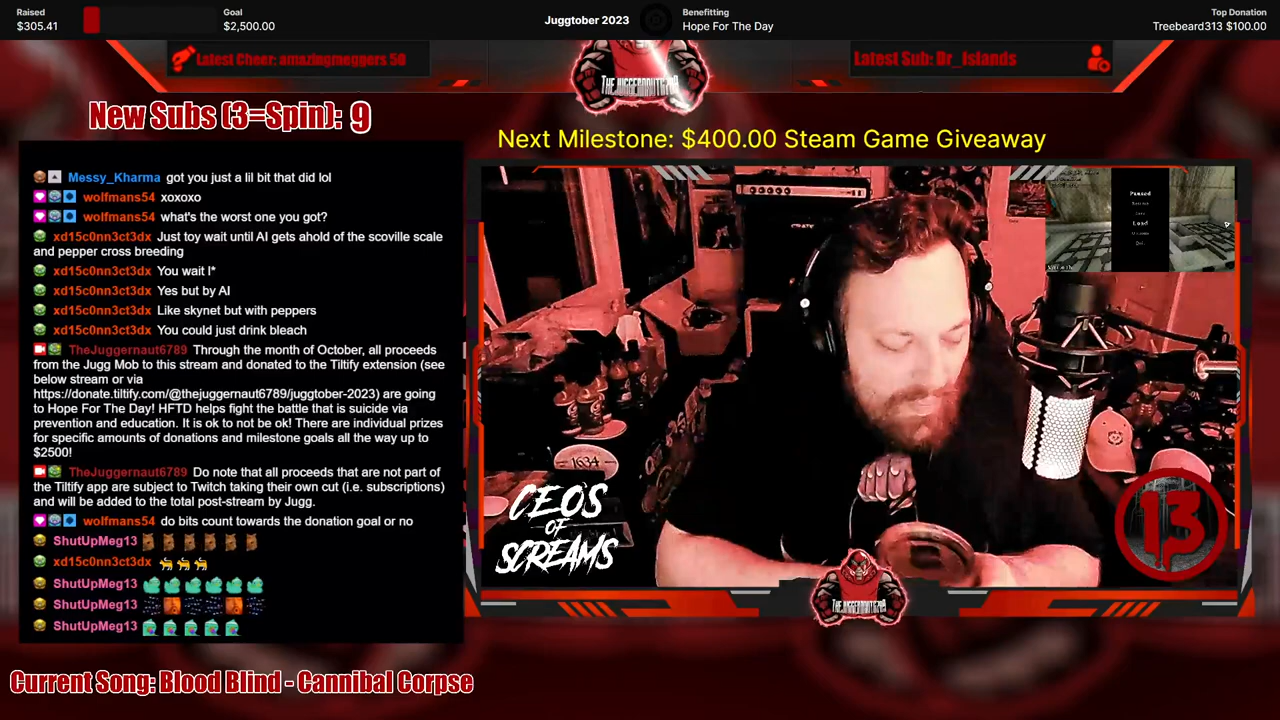 Raised
$305.41
Goal
$2,500.00
Juggtober 2023
Benefitting
Hope For The Day
Top Donation
Treebeard313 $100.00
Latest Cheer: amazingmeggers 50
Latest Sub: Dr_Islands
THEJUGGERNAUT6789
New Subs (3=Spin): 9
Next Milestone: $400.00 Steam Game Giveaway
Messy_Kharma got you just a lil bit that did lol
wolfmans54 xoxoxo
wolfmans54 what's the worst one you got?
xd15c0nn3ct3dx Just toy wait until AI gets ahold of the scoville scale
and pepper cross breeding
xd15c0nn3ct3dx You wait I*
xd15c0nn3ct3dx Yes but by AI
xd15c0nn3ct3dx Like skynet but with peppers
xd15c0nn3ct3dx You could just drink bleach
TheJuggernaut6789 Through the month of October, all proceeds
from the Jugg Mob to this stream and donated to the Tiltify extension (see
below stream or via
https://donate.tiltify.com/@thejuggernaut6789/juggtober-2023) are going
to Hope For The Day! HFTD helps fight the battle that is suicide via
prevention and education. It is ok to not be ok! There are individual prizes
for specific amounts of donations and milestone goals all the way up to
$2500!
TheJuggernaut6789 Do note that all proceeds that are not part of
the Tiltify app are subject to Twitch taking their own cut (i.e. subscriptions)
and will be added to the total post-stream by Jugg.
wolfmans54 do bits count towards the donation goal or no
ShutUpMeg13
xd15c0nn3ct3dx
ShutUpMeg13
ShutUpMeg13
ShutUpMeg13
Paused
Load
1634
CEOS
OF
SCREAMS
13
THEJUGGERNAUT6789
Current Song: Blood Blind - Cannibal Corpse